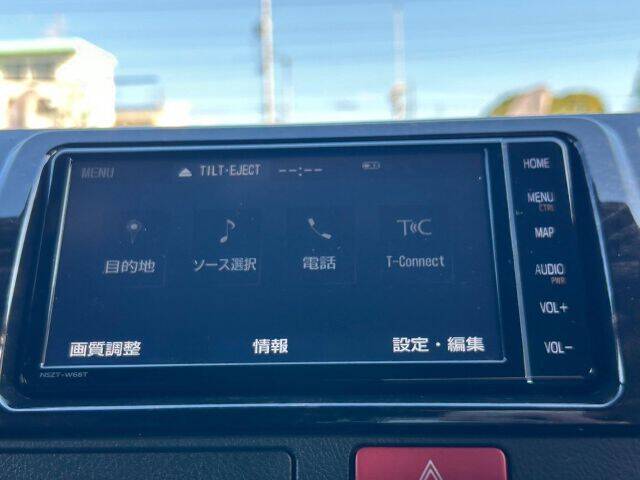 MENU
TILT·EJECT --:--
目的地
ソース選択
電話
T-Connect
画質調整
情報
設定・編集
NSZT-W66T
HOME
MENU
CTRL
MAP
AUDIO
PWR
VOL+
VOL-